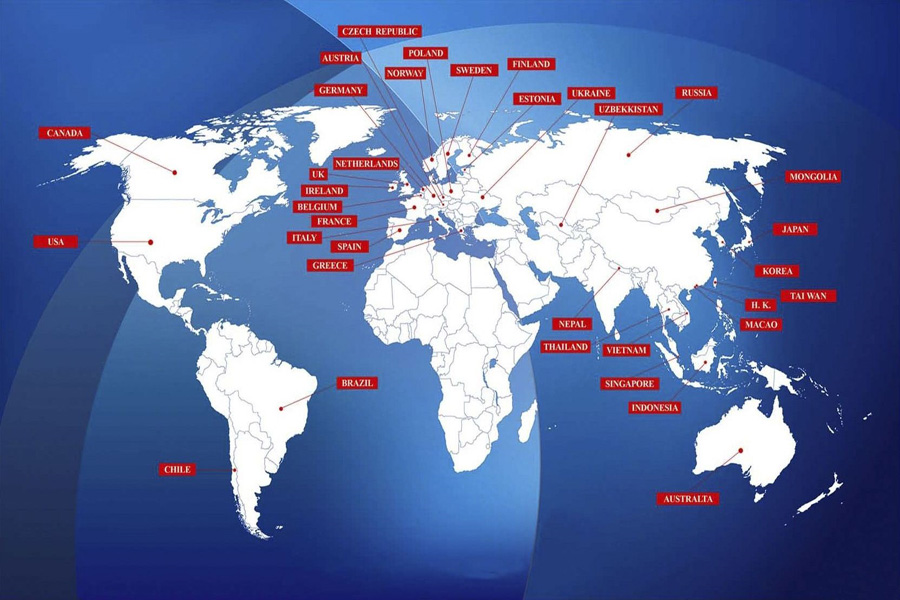 CZECH REPUBLIC
POLAND
AUSTRIA
NORWAY
SWEDEN
FINLAND
GERMANY
ESTONIA
UKRAINE
RUSSIA
UZBEKKISTAN
CANADA
NETHERLANDS
UK
IRELAND
BELGIUM
FRANCE
ITALY
SPAIN
GREECE
MONGOLIA
USA
JAPAN
KOREA
TAI WAN
H. K.
MACAO
NEPAL
THAILAND
VIETNAM
SINGAPORE
INDONESIA
BRAZIL
CHILE
AUSTRALTA